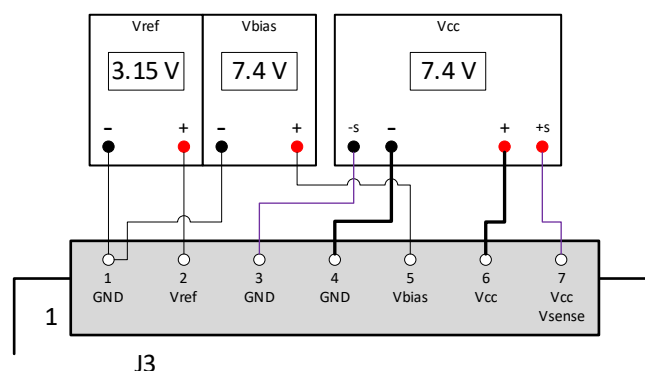 Vref Vbias Vcc
3.15 V 7.4 V 7.4 V
– + – + -s – + +s
1 2 3 4 5 6 7
GND Vref GND GND Vbias Vcc Vcc
Vsense
1
J3